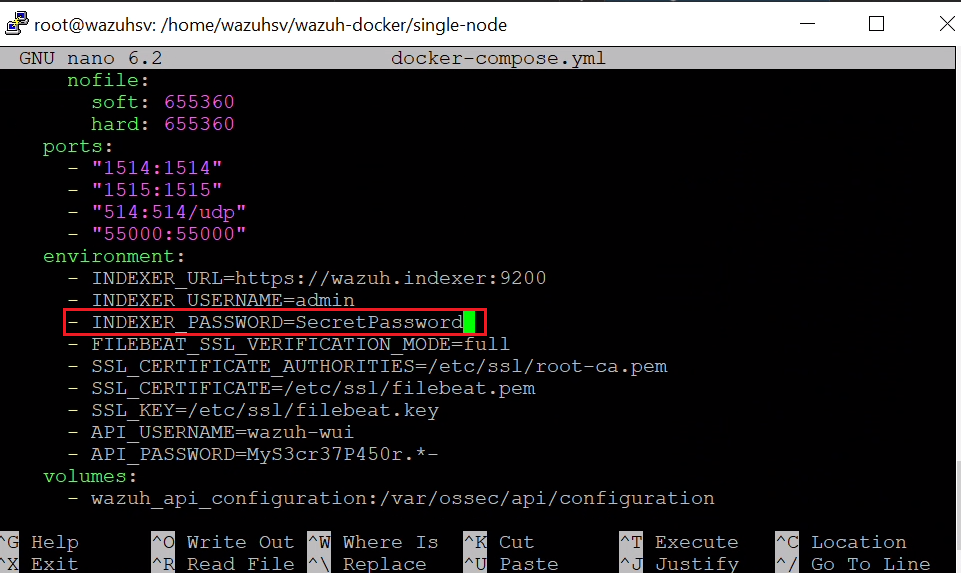 root@wazuhsv: /home/wazuhsv/wazuh-docker/single-node
GNU nano 6.2 docker-compose.yml
nofile:
soft: 655360
hard: 655360
ports:
- "1514:1514"
- "1515:1515"
- "514:514/udp"
- "55000:55000"
environment:
- INDEXER_URL=https://wazuh.indexer:9200
- INDEXER_USERNAME=admin
- INDEXER_PASSWORD=SecretPassword
- FILEBEAT_SSL_VERIFICATION_MODE=full
- SSL_CERTIFICATE_AUTHORITIES=/etc/ssl/root-ca.pem
- SSL_CERTIFICATE=/etc/ssl/filebeat.pem
- SSL_KEY=/etc/ssl/filebeat.key
- API_USERNAME=wazuh-wui
- API_PASSWORD=MyS3cr37P450r.*-
volumes:
- wazuh_api_configuration:/var/ossec/api/configuration
^G Help ^O Write Out ^W Where Is ^K Cut ^T Execute ^C Location
^X Exit ^R Read File ^\ Replace ^U Paste ^J Justify ^/ Go To Line